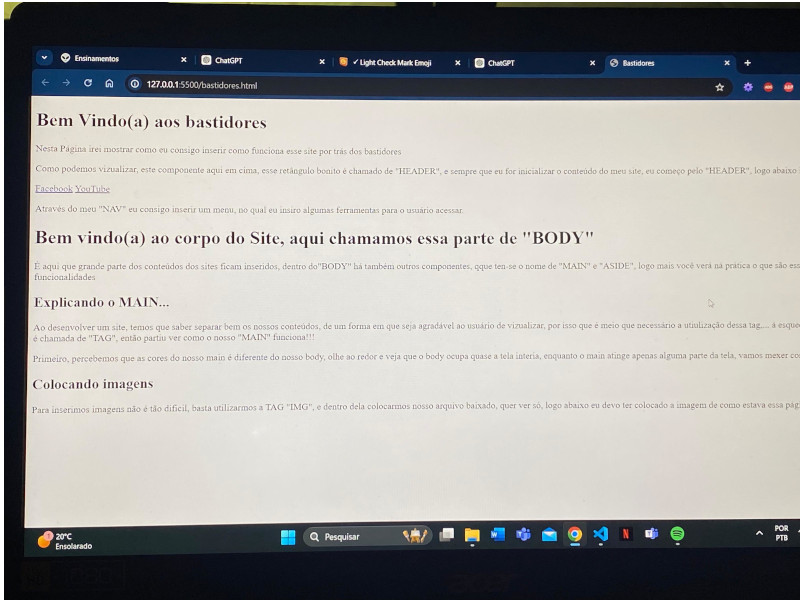 Ensinamentos
ChatGPT
✓Light Check Mark Emoji
ChatGPT
Bastidores
127.0.0.1:5500/bastidores.html
Bem Vindo(a) aos bastidores
Nesta Página irei mostrar como eu consigo inserir como funciona esse site por trás dos bastidores
Como podemos vizualizar, este componente aqui em cima, esse retângulo bonito é chamado de "HEADER", e sempre que eu for inicializar o conteúdo do meu site, eu começo pelo "HEADER", logo abaixo
Facebook YouTube
Através do meu "NAV" eu consigo inserir um menu, no qual eu insiro algumas ferramentas para o usuário acessar.
Bem vindo(a) ao corpo do Site, aqui chamamos essa parte de "BODY"
É aqui que grande parte dos conteúdos dos sites ficam inseridos, dentro do"BODY" há também outros componentes, qque ten-se o nome de "MAIN" e "ASIDE", logo mais você verá na prática o que são ess
funcionalidades
Explicando o MAIN...
Ao desenvolver um site, temos que saber separar bem os nossos conteúdos, de um forma em que seja agradável ao usuário de vizualizar, por isso que é meio que necessário a utiulização dessa tag,... á esque
é chamada de "TAG", então partiu ver como o nosso "MAIN" funciona!!!
Primeiro, percebemos que as cores do nosso main é diferente do nosso body, olhe ao redor e veja que o body ocupa quase a tela interia, enquanto o main atinge apenas alguma parte da tela, vamos mexer co
Colocando imagens
Para inserimos imagens não é tão difícil, basta utilizarmos a TAG "IMG", e dentro dela colocarmos nosso arquivo baixado, quer ver só, logo abaixo eu devo ter colocado a imagem de como estava essa pág
20°C
Ensolarado
Pesquisar
POR
PTB